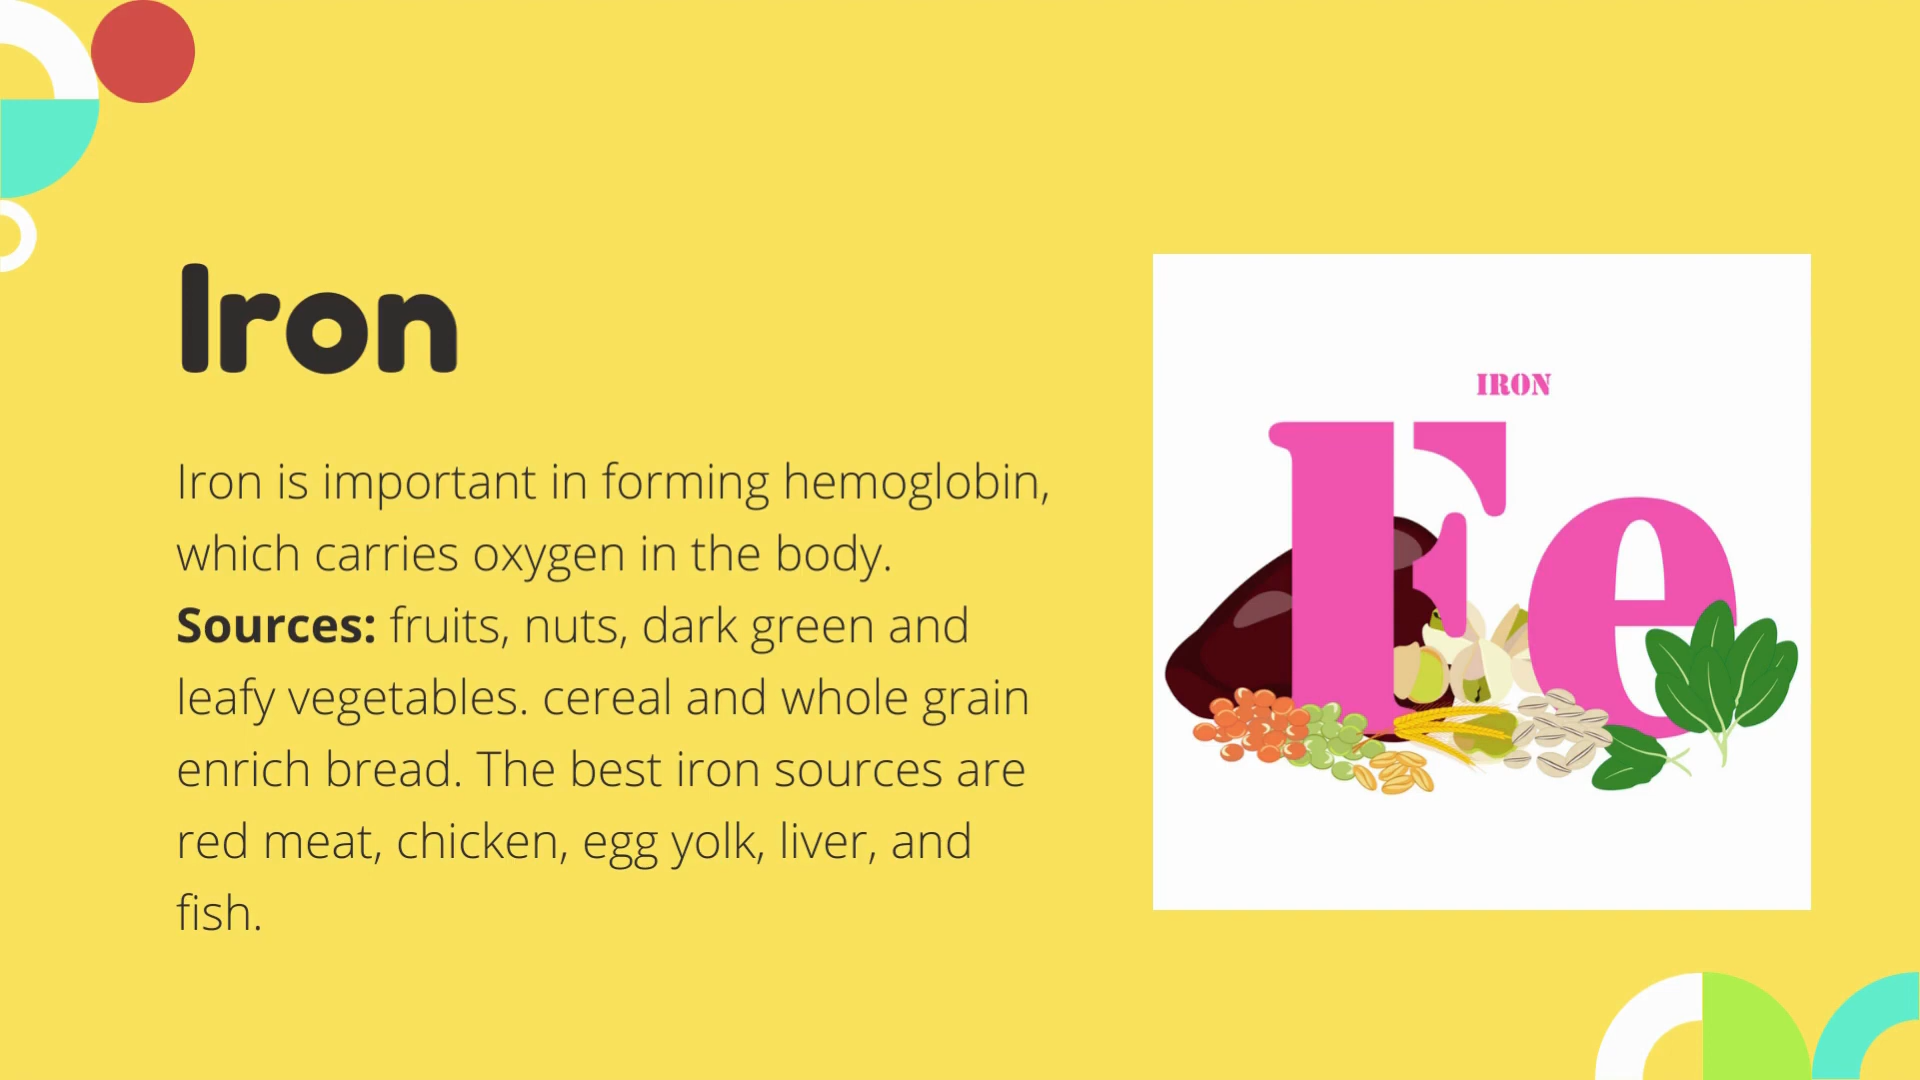 Iron
Iron is important in forming hemoglobin,
which carries oxygen in the body.
Sources: fruits, nuts, dark green and
leafy vegetables. cereal and whole grain
enrich bread. The best iron sources are
red meat, chicken, egg yolk, liver, and
fish.
IRON
Fe